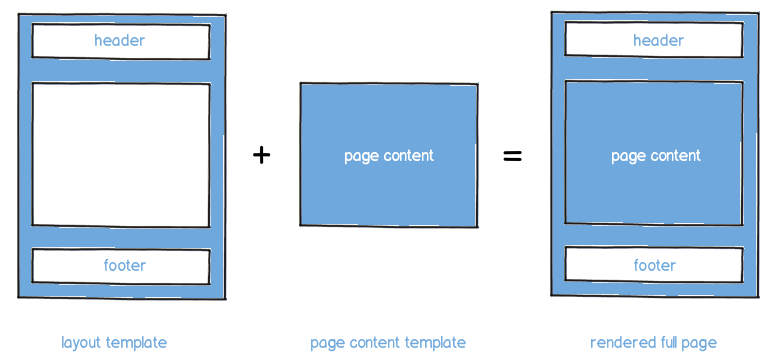 header
header
+
page content
=
page content
footer
footer
layout template
page content template
rendered full page